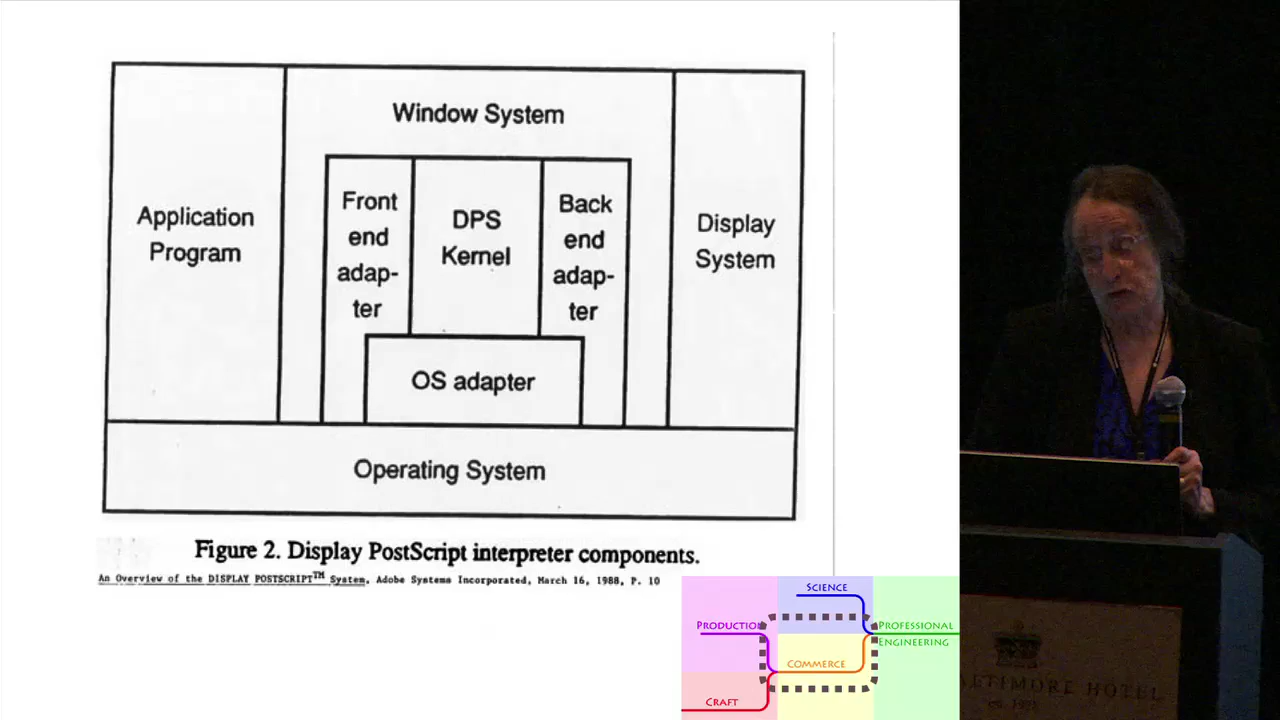 Window System
Application
Program
Front
end
adap-
ter
DPS
Kernel
Back
end
adap-
ter
Display
System
OS adapter
Operating System
Figure 2. Display PostScript interpreter components.
An Overview of the DISPLAY POSTSCRIPT™ System, Adobe Systems Incorporated, March 16, 1988, P. 10
SCIENCE
PRODUCTION
PROFESSIONAL
ENGINEERING
COMMERCE
CRAFT
ALTIMORE HOTEL